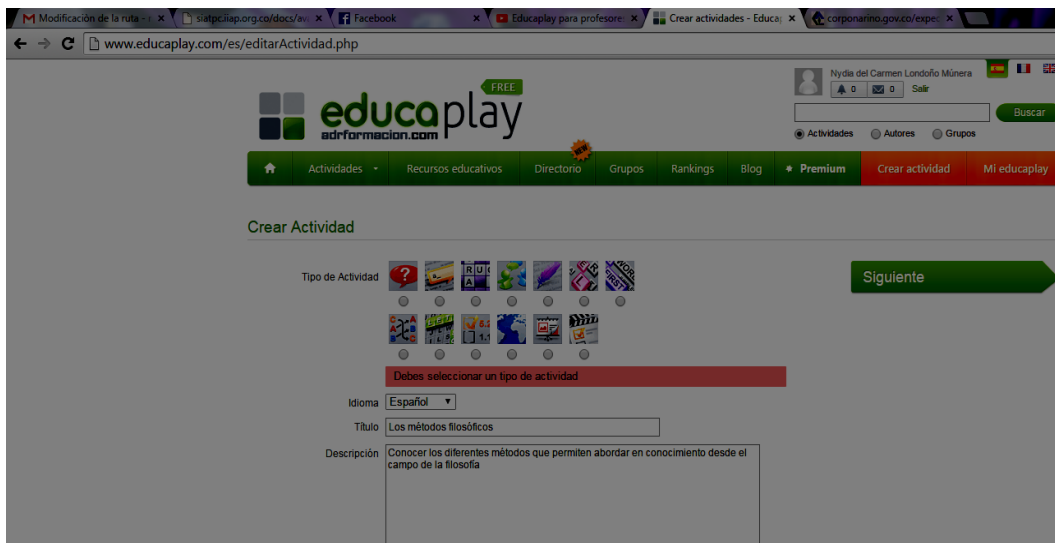 Modificación de la ruta -
siatpc.iiap.org.co/docs/av
Facebook
Educaplay para profesore
Crear actividades - Educa
corponarino.gov.co/expec
www.educaplay.com/es/editarActividad.php
Nydia del Carmen Londoño Múnera
0 0 Salir
FREE
educaplay
adrformacion.com
Buscar
Actividades Autores Grupos
NEW
Actividades Recursos educativos Directorio Grupos Rankings Blog Premium Crear actividad Mi educaplay
Crear Actividad
Tipo de Actividad
Siguiente
Debes seleccionar un tipo de actividad
Idioma Español
Título Los métodos filosóficos
Descripción Conocer los diferentes métodos que permiten abordar en conocimiento desde el
campo de la filosofía